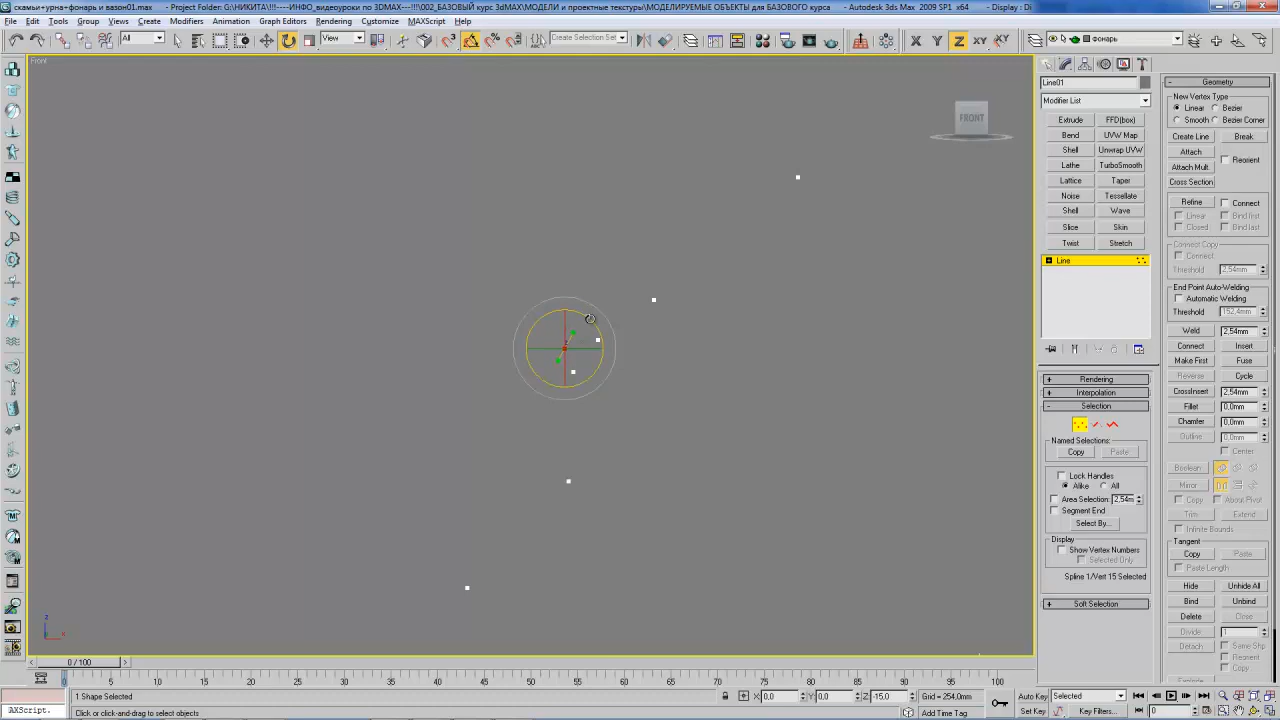 скамьи+урна+фонарь и вазон01.max - Project Folder: G:\НИКИТА\!!!----ИНФО_видеоуроки по 3DMAX---!!!\002_БАЗОВЫЙ курс 3dMAX\МОДЕЛИ и проектные текстуры\МОДЕЛИРУЕМЫЕ ОБЪЕКТЫ ДЛЯ БАЗОВОГО курса - Autodesk 3ds Max 2009 SP1 x64 - Display : Di
File Edit Tools Group Views Create Modifiers Animation Graph Editors Rendering Customize MAXScript Help
All View Create Selection Set X Y Z XY XY Фонарь
Front
FRONT
Line01
Modifier List
Extrude FFD(box)
Bend UVW Map
Shell Unwrap UVW
Lathe TurboSmooth
Lattice Taper
Noise Tessellate
Shell Wave
Slice Skin
Twist Stretch
Line
Rendering
Interpolation
Selection
Named Selections:
Copy Paste
Lock Handles
Alike All
Area Selection: 2,54m
Segment End
Select By...
Display
Show Vertex Numbers
Selected Only
Spline 1/Vert 15 Selected
Soft Selection
Geometry
New Vertex Type
Linear Bezier
Smooth Bezier Corner
Create Line Break
Attach Reorient
Attach Mult.
Cross Section
Refine Connect
Linear Bind first
Closed Bind last
Connect Copy
Connect
Threshold 2,54mm
End Point Auto-Welding
Automatic Welding
Threshold 152,4mm
Weld 2,54mm
Connect Insert
Make First Fuse
Reverse Cycle
CrossInsert 2,54mm
Fillet 0,0mm
Chamfer 0,0mm
Outline 0,0mm
Center
Boolean
Mirror
Copy About Pivot
Trim Extend
Infinite Bounds
Tangent
Copy Paste
Paste Length
Hide Unhide All
Bind Unbind
Delete Close
Divide 1
Detach Same Shp
Reorient
Copy
Explode
z
x
0 / 100
0 5 10 15 20 25 30 35 40 45 50 55 60 65 70 75 80 85 90 95 100
1 Shape Selected X: 0,0 Y: 0,0 Z: -15,0 Grid = 254,0mm Auto Key Selected
AXScript. Click or click-and-drag to select objects Add Time Tag Set Key Key Filters... 0